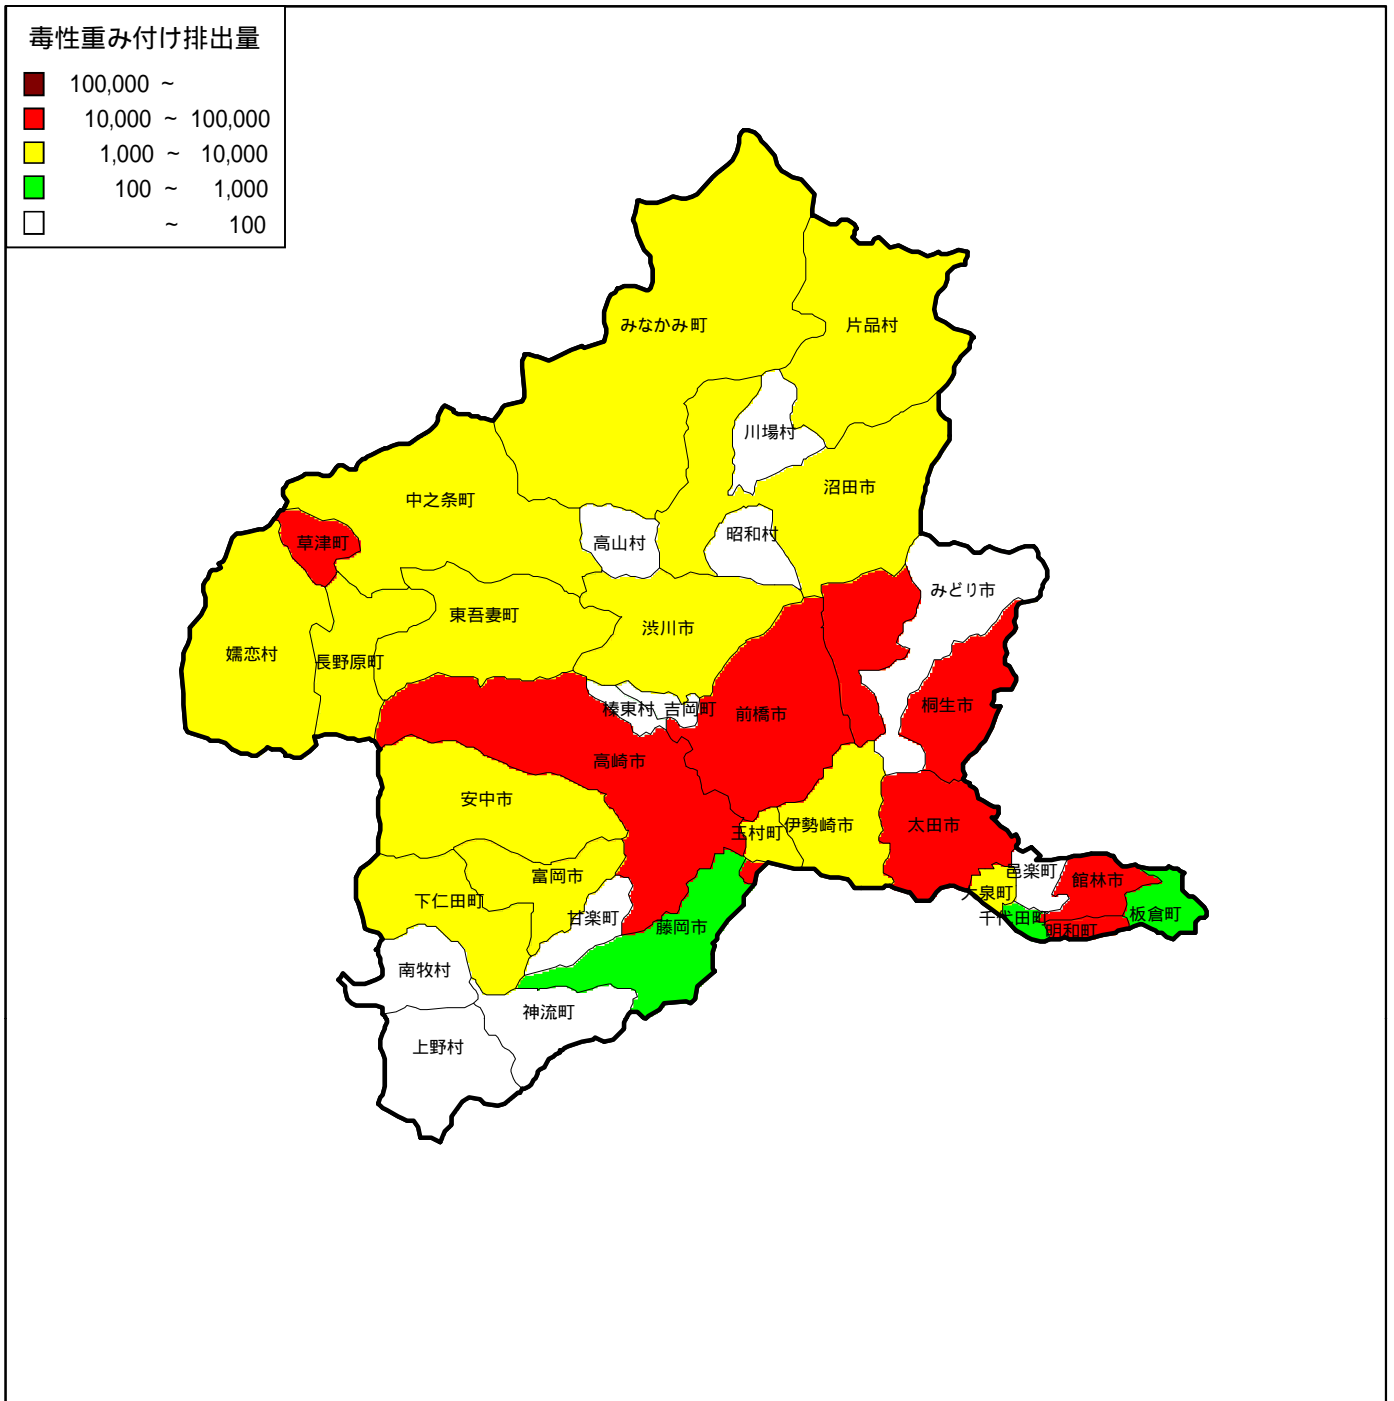 毒性重み付け排出量
100,000 ~
10,000 ~ 100,000
1,000 ~ 10,000
100 ~ 1,000
~ 100
みなかみ町
片品村
川場村
沼田市
中之条町
昭和村
高山村
草津町
みどり市
東吾妻町
渋川市
嬬恋村
長野原町
桐生市
榛東村
吉岡町
前橋市
高崎市
安中市
玉村町
伊勢崎市
太田市
邑楽町
館林市
富岡市
大泉町
下仁田町
甘楽町
千代田町
板倉町
藤岡市
明和町
南牧村
神流町
上野村